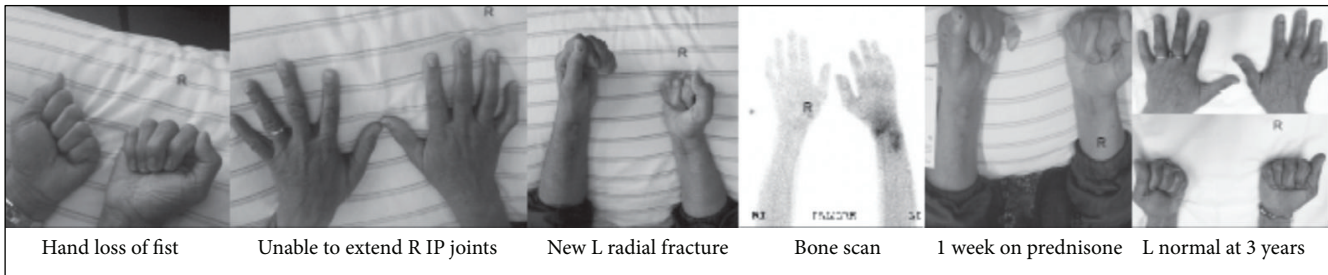 R
R
R
R
R
R
Hand loss of fist
Unable to extend R IP joints
New L radial fracture
Bone scan
1 week on prednisone
L normal at 3 years